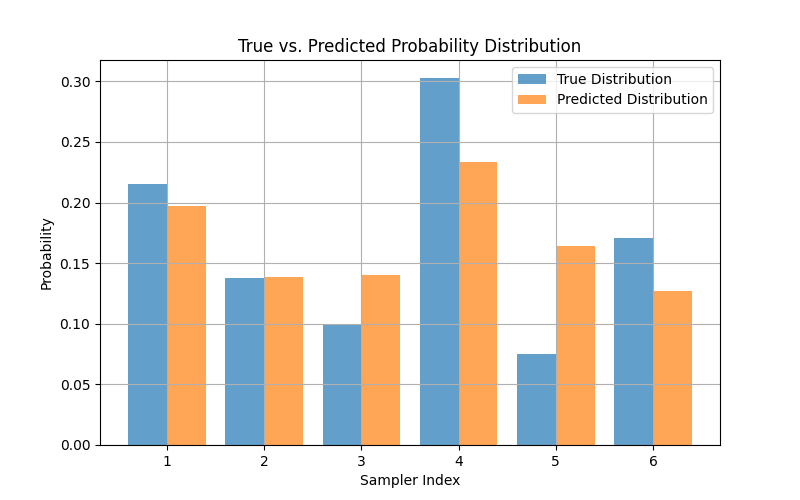 True vs. Predicted Probability Distribution
True Distribution
Predicted Distribution
0.30
0.25
0.20
0.15
0.10
0.05
0.00
Probability
1 2 3 4 5 6
Sampler Index